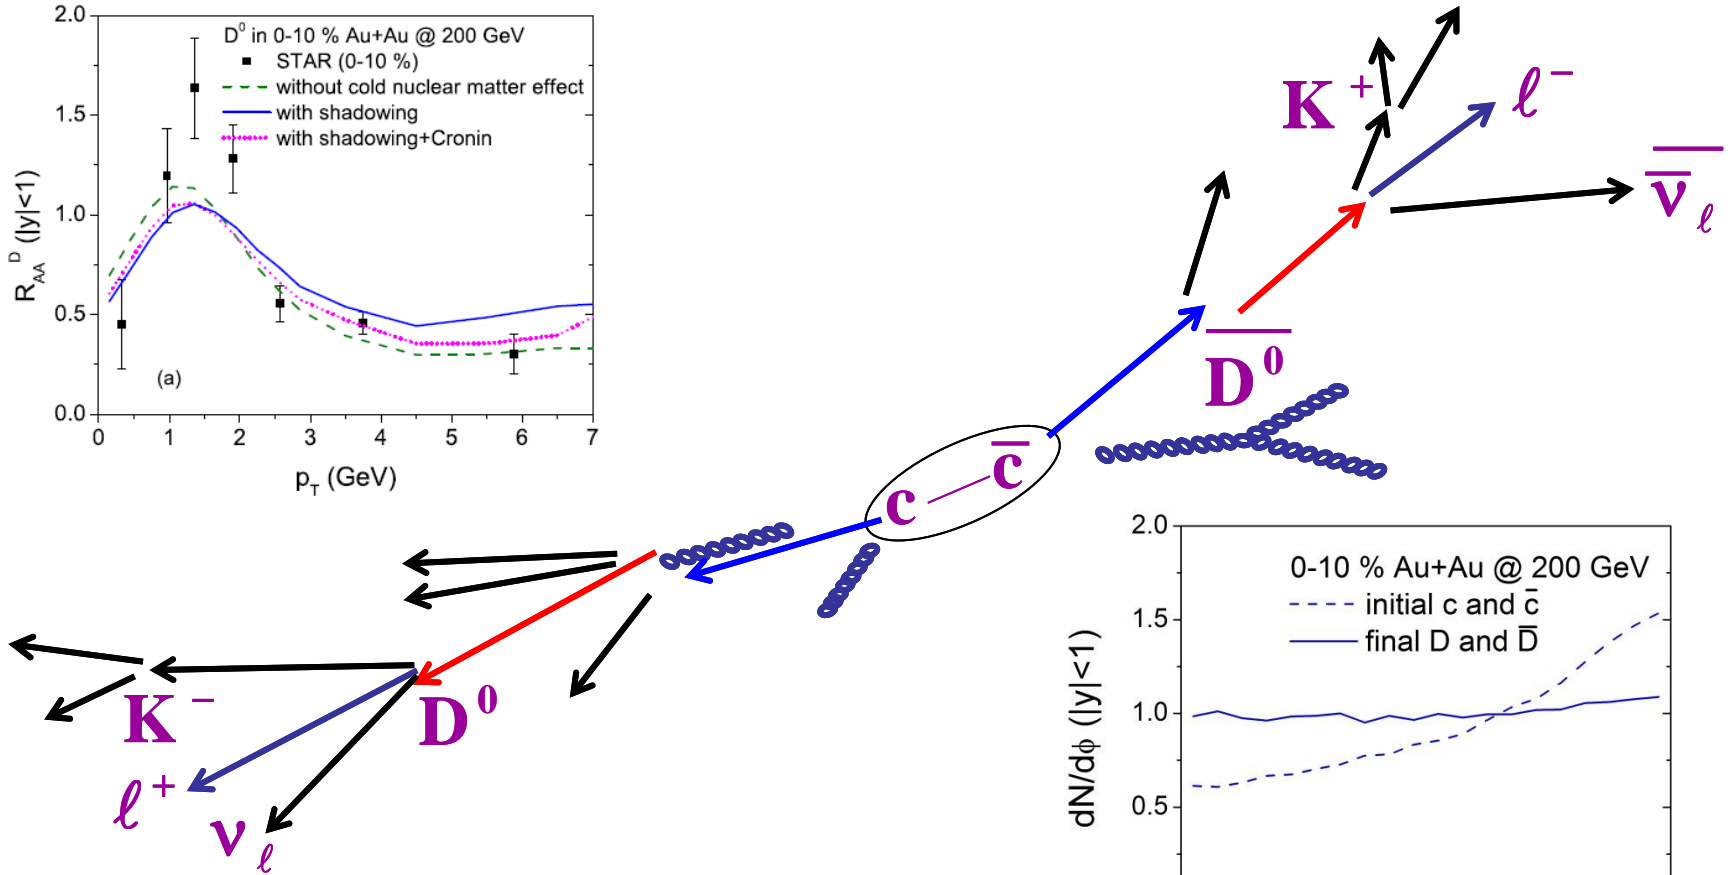 2.0
1.5
1.0
0.5
0.0
R_AA^D (|y|<1)
D⁰ in 0-10 % Au+Au @ 200 GeV
STAR (0-10 %)
without cold nuclear matter effect
with shadowing
with shadowing+Cronin
(a)
0 1 2 3 4 5 6 7
p_T (GeV)
K⁺
ℓ⁻
ν̅̅_ℓ
D̅⁰
c c̅
K⁻
D⁰
ℓ⁺
ν_ℓ
2.0
1.5
1.0
0.5
dN/dϕ (|y|<1)
0-10 % Au+Au @ 200 GeV
initial c and c̅
final D and D̅